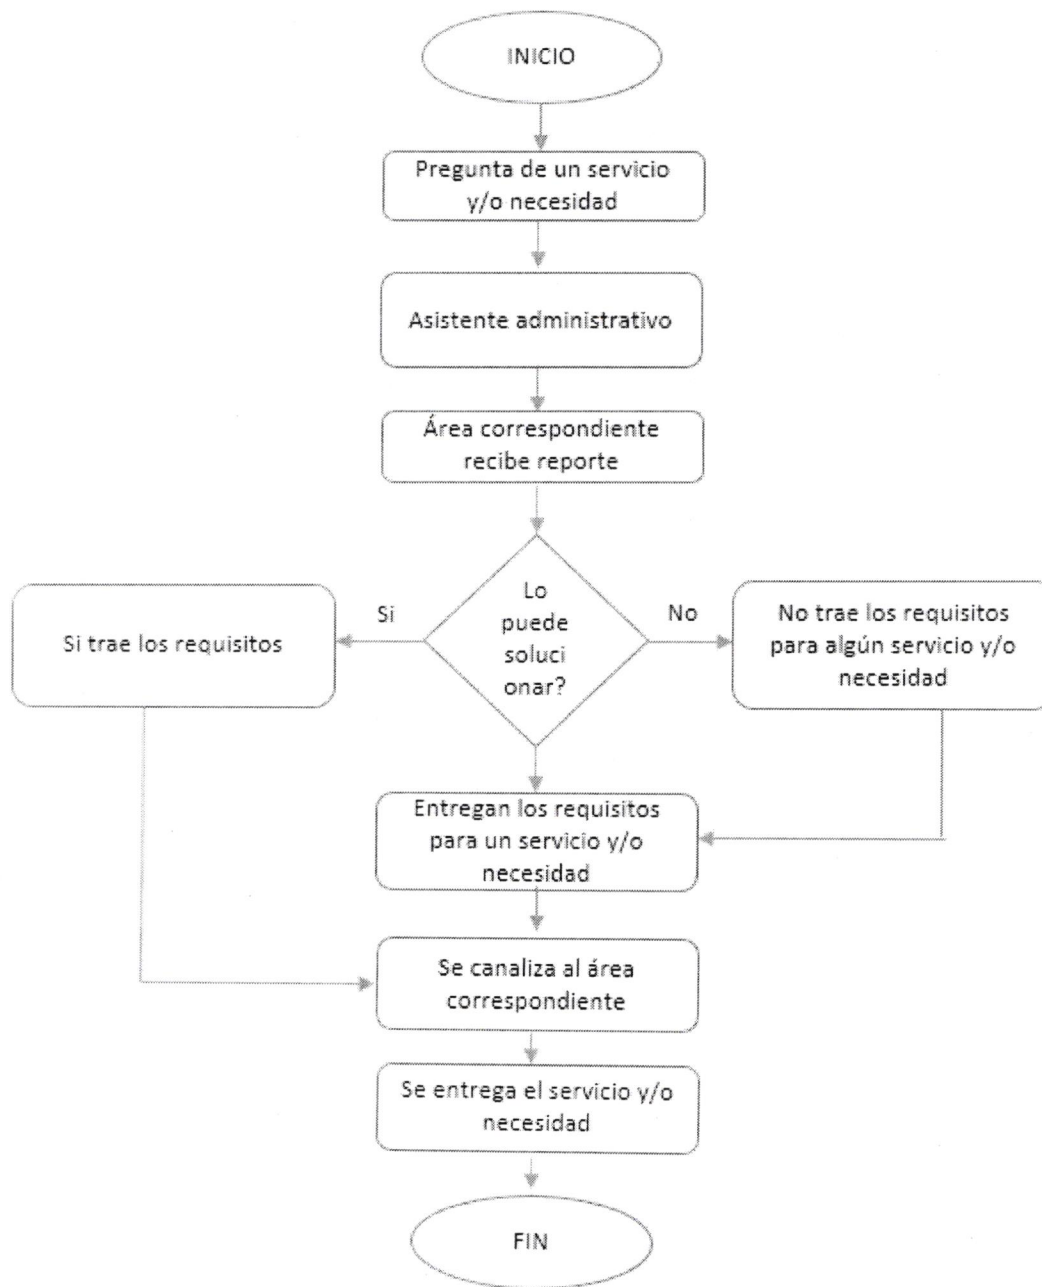 INICIO
Pregunta de un servicio
y/o necesidad
Asistente administrativo
Área correspondiente
recibe reporte
Lo
puede
soluci
onar?
Si
No
Si trae los requisitos
No trae los requisitos
para algún servicio y/o
necesidad
Entregan los requisitos
para un servicio y/o
necesidad
Se canaliza al área
correspondiente
Se entrega el servicio y/o
necesidad
FIN